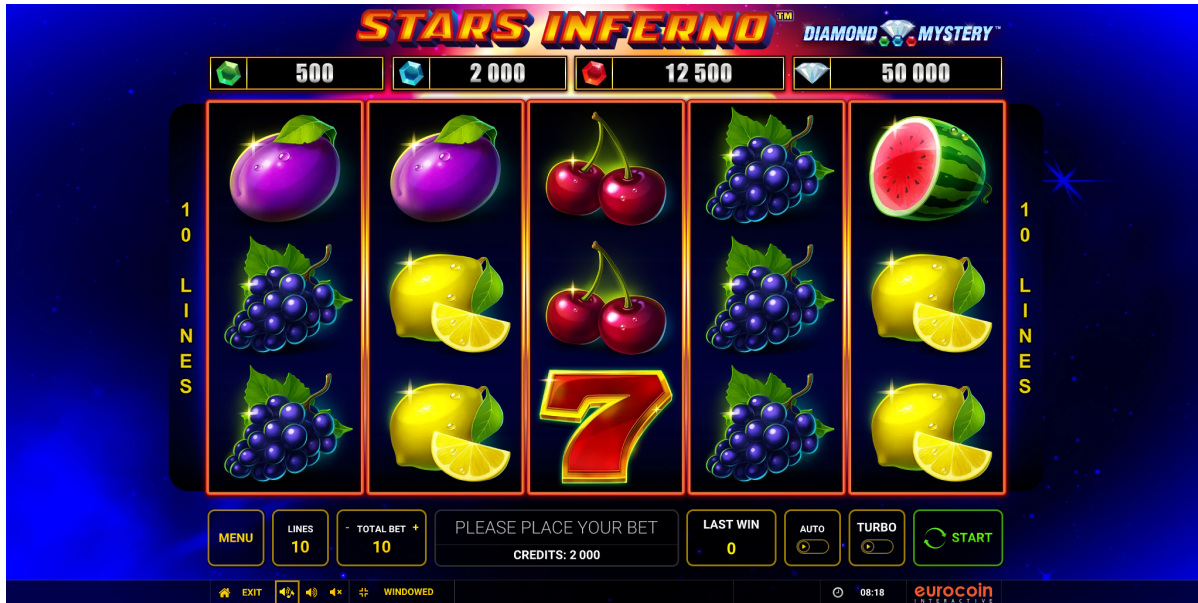 STARS INFERNO™
DIAMOND MYSTERY™
500
2 000
12 500
50 000
10 LINES
10 LINES
7
MENU
LINES
10
- TOTAL BET +
10
PLEASE PLACE YOUR BET
CREDITS: 2 000
LAST WIN
0
AUTO
TURBO
START
EXIT
WINDOWED
08:18
eurocoin
INTERACTIVE